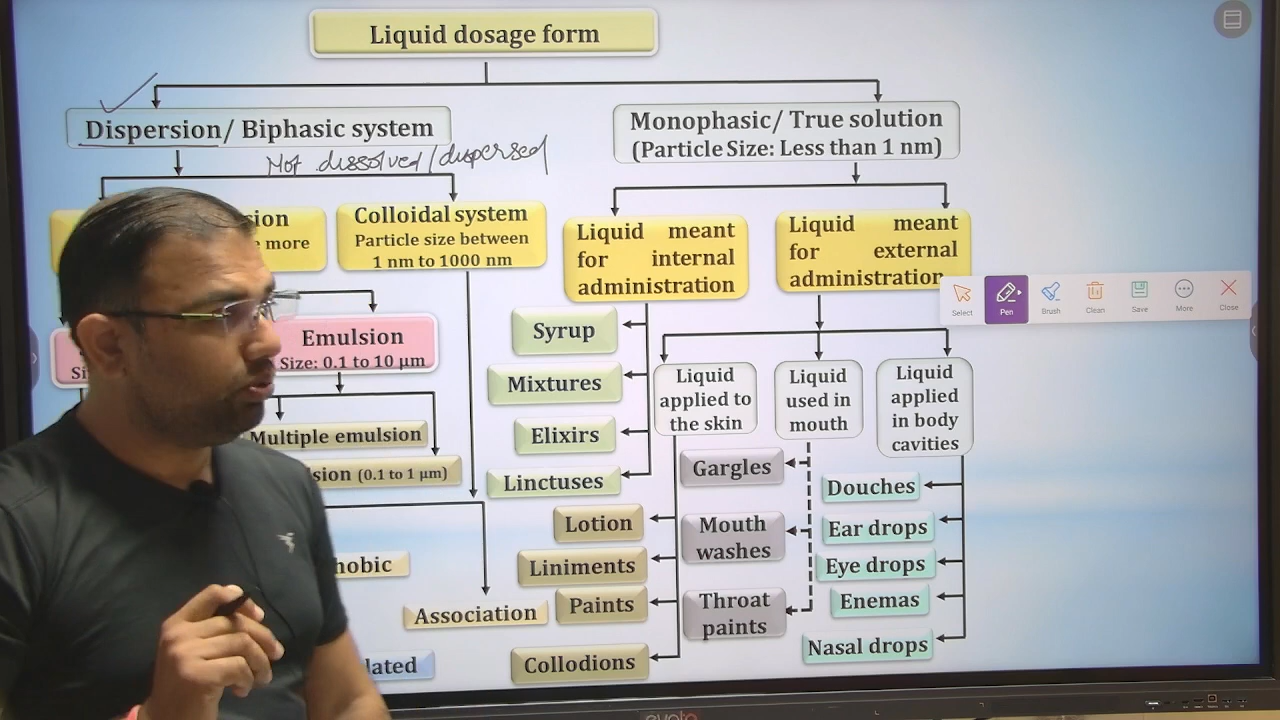 Liquid dosage form
Dispersion/ Biphasic system
Not dissolved/dispersed
Monophasic/ True solution
(Particle Size: Less than 1 nm)
Colloidal system
Particle size between
1 nm to 1000 nm
more
Emulsion
Size: 0.1 to 10 μm
Multiple emulsion
(0.1 to 1 μm)
Association
Liquid meant
for internal
administration
Syrup
Mixtures
Elixirs
Linctuses
Liquid meant
for external
administration
Liquid
applied to
the skin
Lotion
Liniments
Paints
Collodions
Liquid
used in
mouth
Gargles
Mouth
washes
Throat
paints
Liquid
applied
in body
cavities
Douches
Ear drops
Eye drops
Enemas
Nasal drops
Select
Pen
Brush
Clean
Save
More
Close